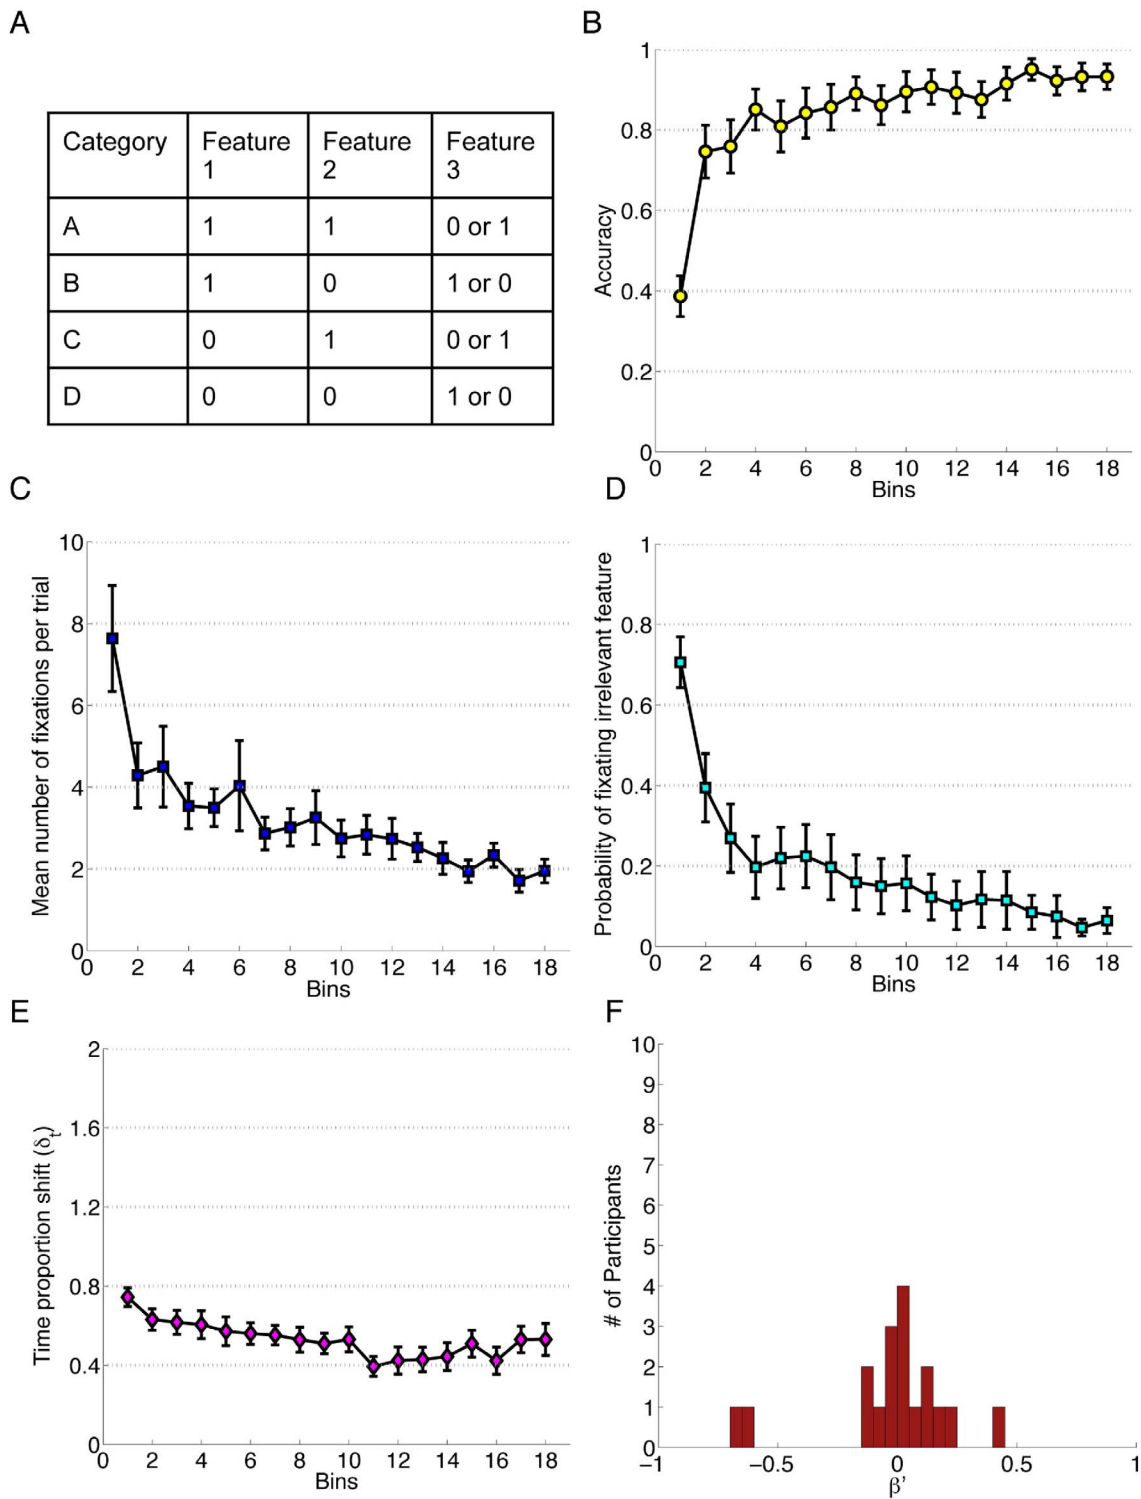 A
Category Feature 1 Feature 2 Feature 3
A 1 1 0 or 1
B 1 0 1 or 0
C 0 1 0 or 1
D 0 0 1 or 0
B
1
0.8
0.6
0.4
0.2
0
Accuracy
0 2 4 6 8 10 12 14 16 18
Bins
C
10
8
6
4
2
0
Mean number of fixations per trial
0 2 4 6 8 10 12 14 16 18
Bins
D
1
0.8
0.6
0.4
0.2
0
Probability of fixating irrelevant feature
0 2 4 6 8 10 12 14 16 18
Bins
E
2
1.6
1.2
0.8
0.4
0
Time proportion shift (δt)
0 2 4 6 8 10 12 14 16 18
Bins
F
10
9
8
7
6
5
4
3
2
1
0
# of Participants
−1 −0.5 0 0.5 1
β’